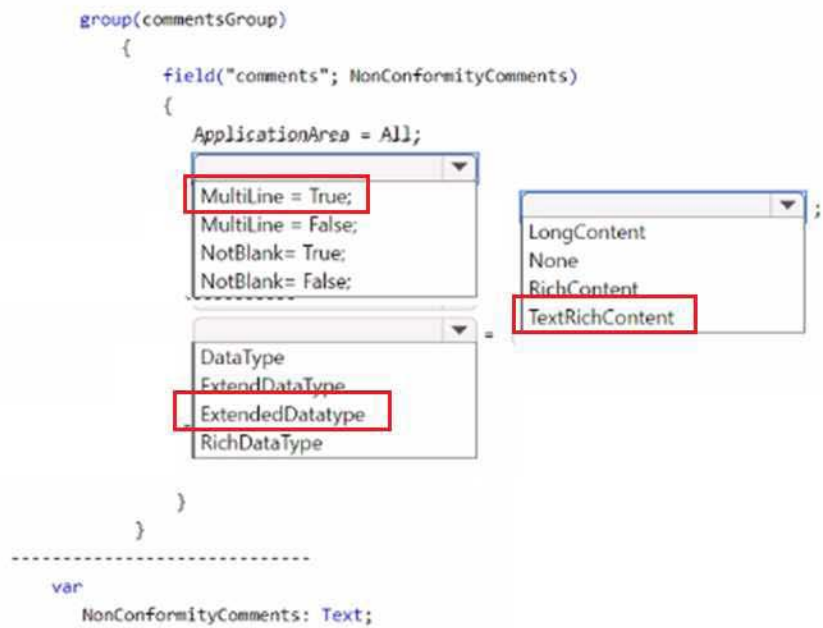 group(commentsGroup)
{
field("comments"; NonConformityComments)
{
ApplicationArea = All;
MultiLine = True;
MultiLine = False;
NotBlank= True;
NotBlank= False;
----------
DataType
ExtendDataType
ExtendedDatatype
RichDataType
=
LongContent
None
RichContent
TextRichContent
;
}
}
------------------------------
var
NonConformityComments: Text;